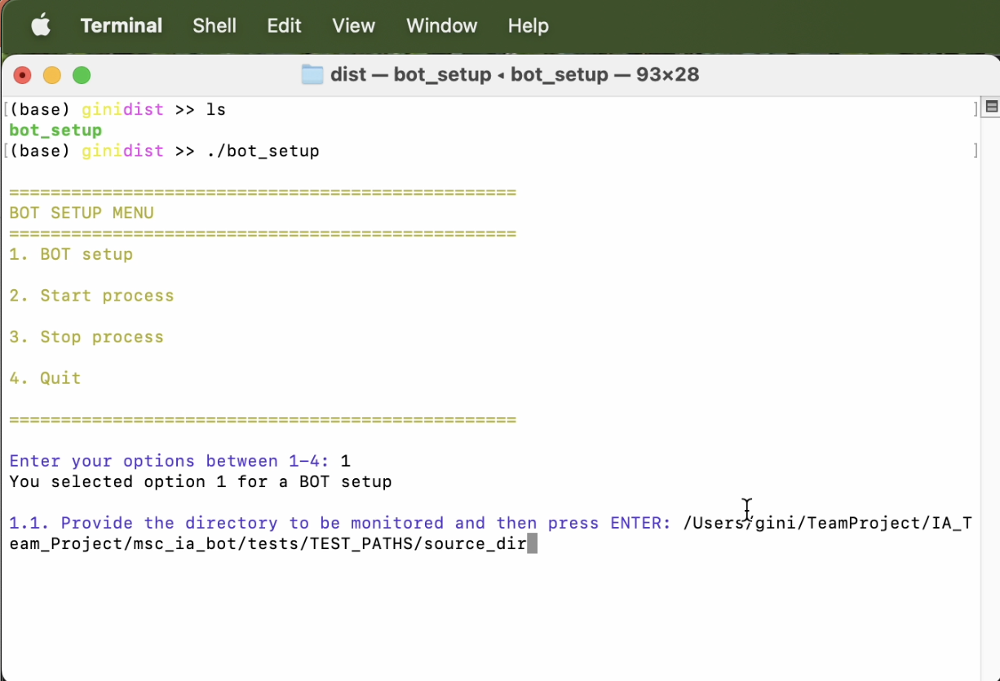 Terminal Shell Edit View Window Help
dist — bot_setup ◂ bot_setup — 93×28
[(base) ginidist >> ls ]
bot_setup
[(base) ginidist >> ./bot_setup ]
=================================================
BOT SETUP MENU
=================================================
1. BOT setup
2. Start process
3. Stop process
4. Quit
=================================================
Enter your options between 1-4: 1
You selected option 1 for a BOT setup
1.1. Provide the directory to be monitored and then press ENTER: /Users/gini/TeamProject/IA_T
eam_Project/msc_ia_bot/tests/TEST_PATHS/source_dir